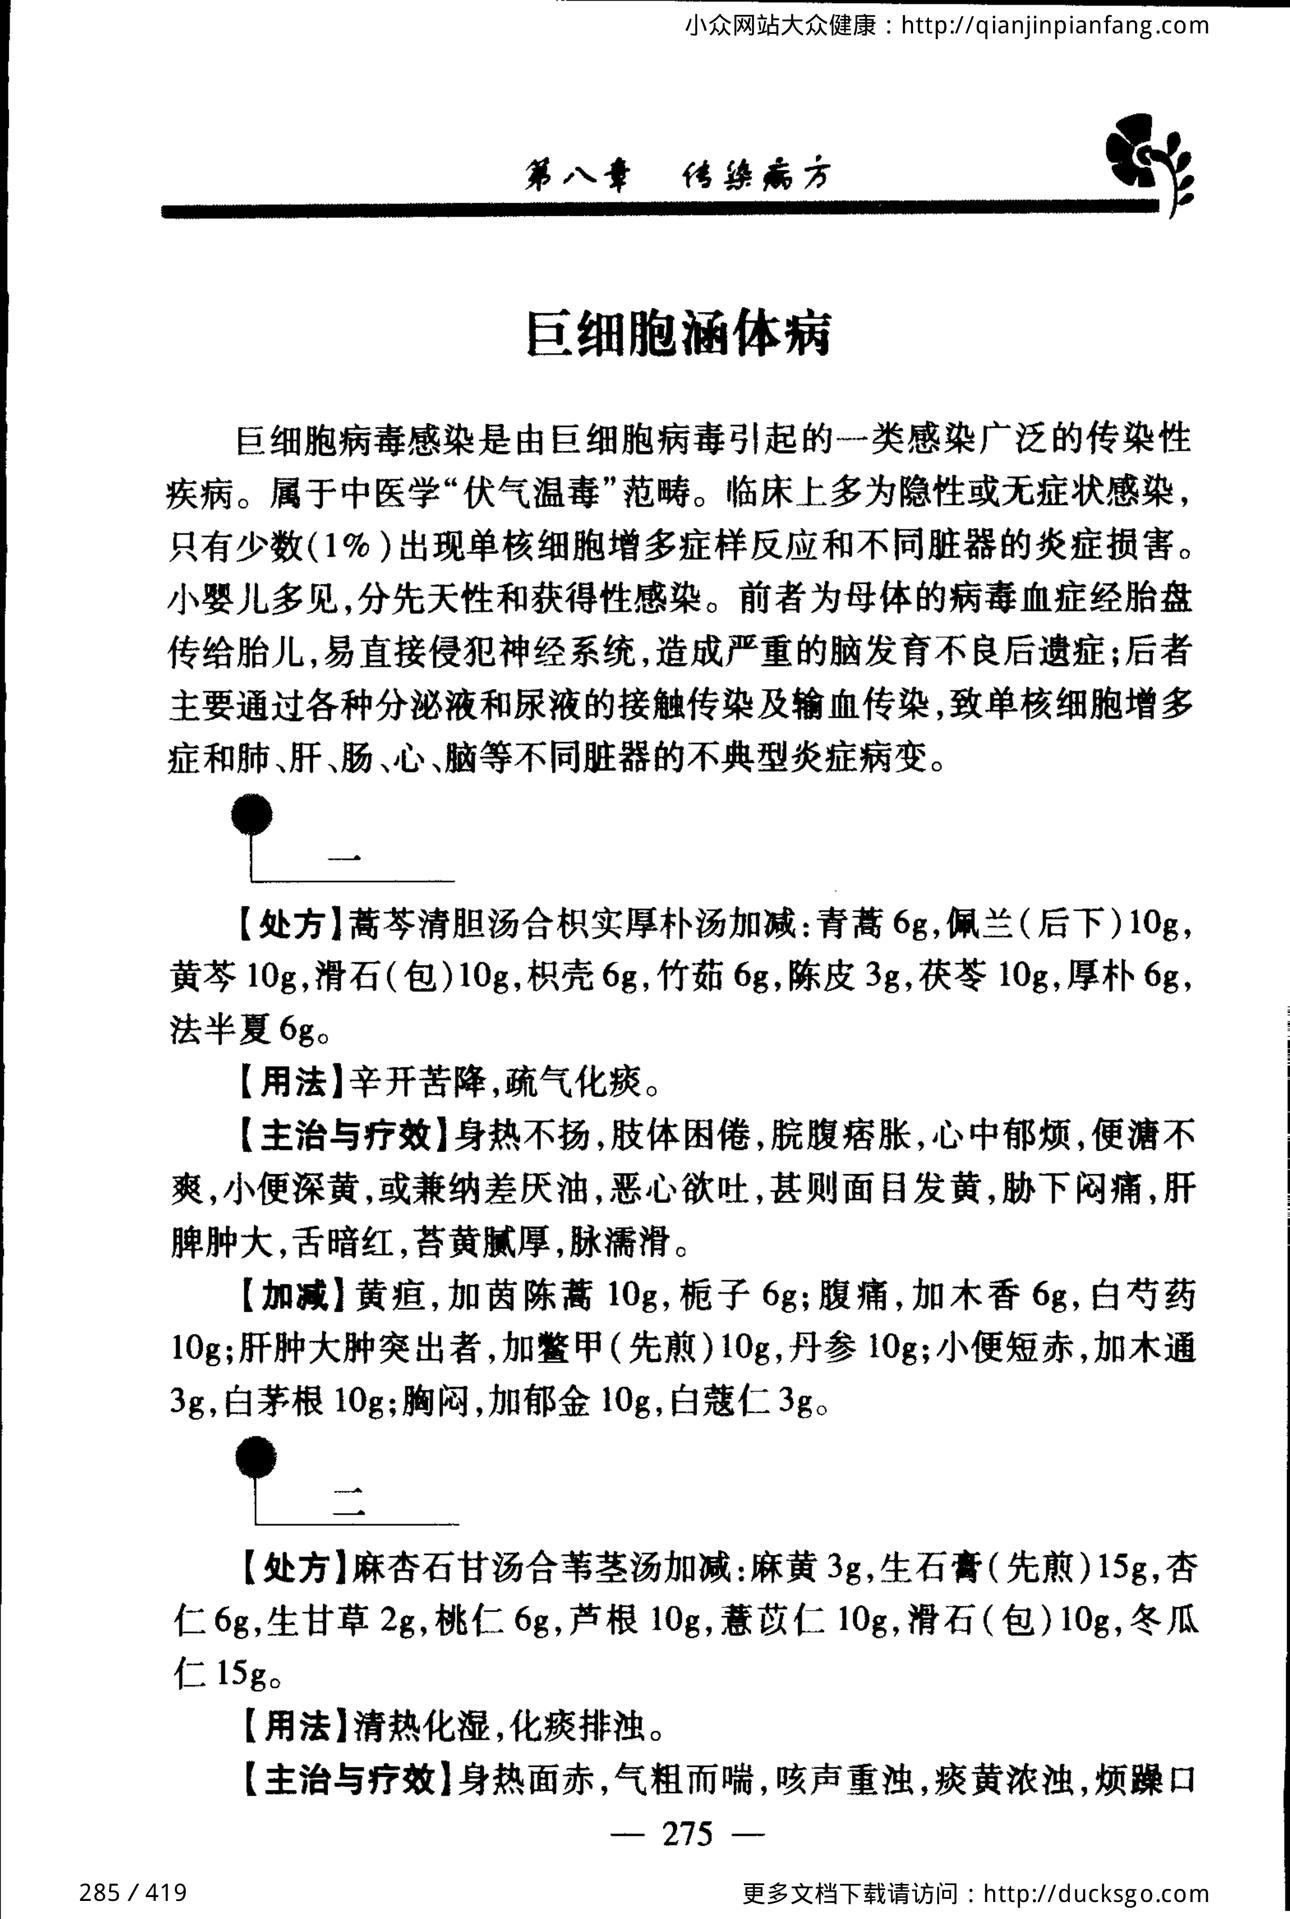 小众网站大众健康：http://qianjinpianfang.com
第八章 传染病方
巨细胞涵体病
巨细胞病毒感染是由巨细胞病毒引起的一类感染广泛的传染性
疾病。属于中医学“伏气温毒”范畴。临床上多为隐性或无症状感染，
只有少数(1%)出现单核细胞增多症样反应和不同脏器的炎症损害。
小婴儿多见，分先天性和获得性感染。前者为母体的病毒血症经胎盘
传给胎儿，易直接侵犯神经系统，造成严重的脑发育不良后遗症；后者
主要通过各种分泌液和尿液的接触传染及输血传染，致单核细胞增多
症和肺、肝、肠、心、脑等不同脏器的不典型炎症病变。
一
【处方】蒿芩清胆汤合枳实厚朴汤加减：青蒿 6g，佩兰(后下)10g，
黄芩 10g，滑石(包)10g，枳壳 6g，竹茹 6g，陈皮 3g，茯苓 10g，厚朴 6g，
法半夏 6g。
【用法】辛开苦降，疏气化痰。
【主治与疗效】身热不扬，肢体困倦，脘腹痞胀，心中郁烦，便溏不
爽，小便深黄，或兼纳差厌油，恶心欲吐，甚则面目发黄，胁下闷痛，肝
脾肿大，舌暗红，苔黄腻厚，脉濡滑。
【加减】黄疸，加茵陈蒿 10g，栀子 6g；腹痛，加木香 6g，白芍药
10g；肝肿大肿突出者，加鳖甲(先煎)10g，丹参 10g；小便短赤，加木通
3g，白茅根 10g；胸闷，加郁金 10g，白蔻仁 3g。
二
【处方】麻杏石甘汤合苇茎汤加减：麻黄 3g，生石膏(先煎)15g，杏
仁 6g，生甘草 2g，桃仁 6g，芦根 10g，薏苡仁 10g，滑石(包)10g，冬瓜
仁 15g。
【用法】清热化湿，化痰排浊。
【主治与疗效】身热面赤，气粗而喘，咳声重浊，痰黄浓浊，烦躁口
— 275 —
285 / 419
更多文档下载请访问：http://ducksgo.com